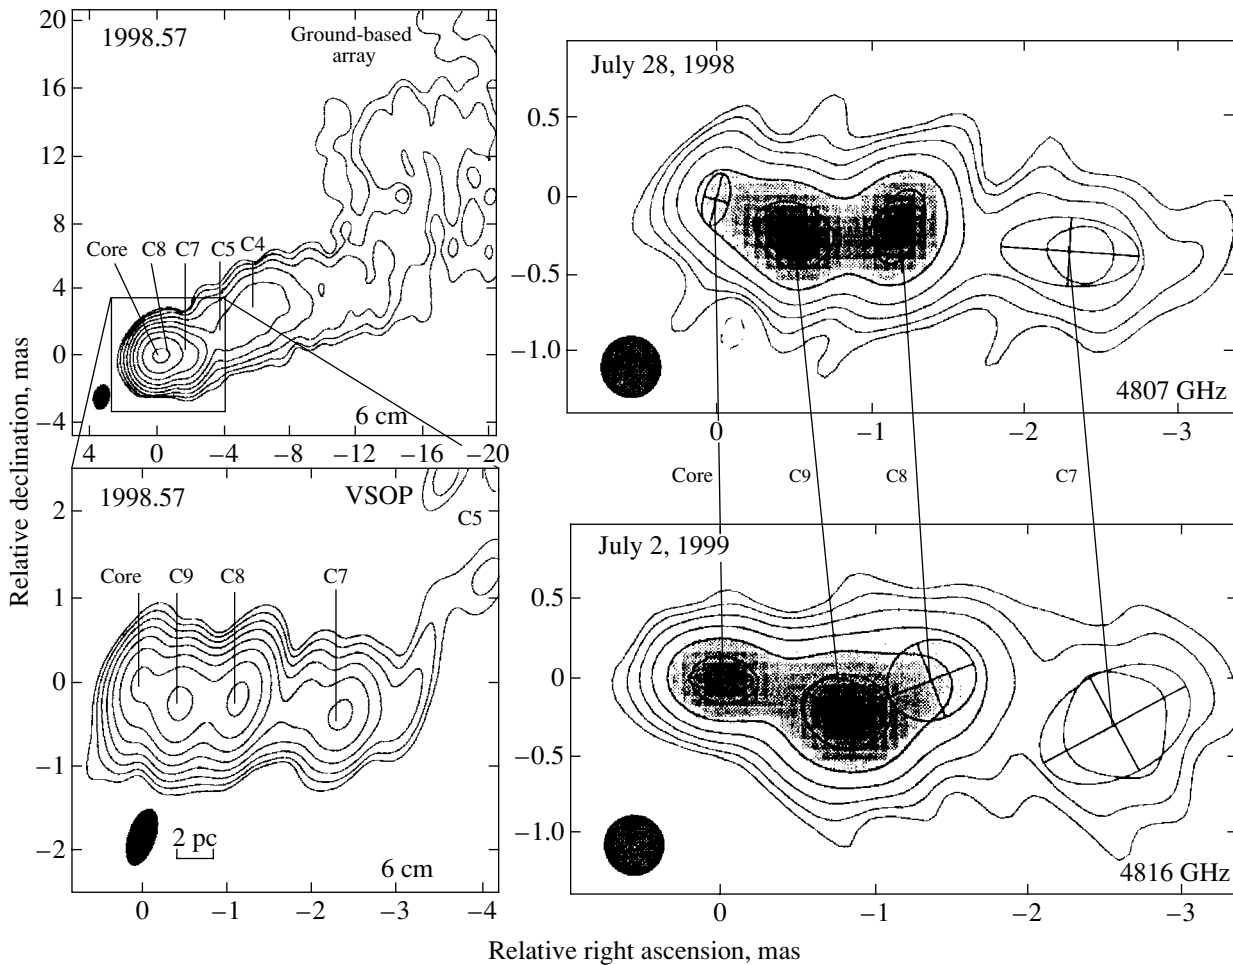 1998.57
Ground-based
array
20
16
12
8
4
0
−4
Core
C8
C7
C5
C4
6 cm
4
0
−4
−8
−12
−16
−20
Relative declination, mas
1998.57
VSOP
C5
2
1
0
−1
−2
Core
C9
C8
C7
2 pc
6 cm
0
−1
−2
−3
−4
July 28, 1998
0.5
0
−0.5
−1.0
4807 GHz
0
−1
−2
−3
Core
C9
C8
C7
July 2, 1999
0.5
0
−0.5
−1.0
4816 GHz
0
−1
−2
−3
Relative right ascension, mas